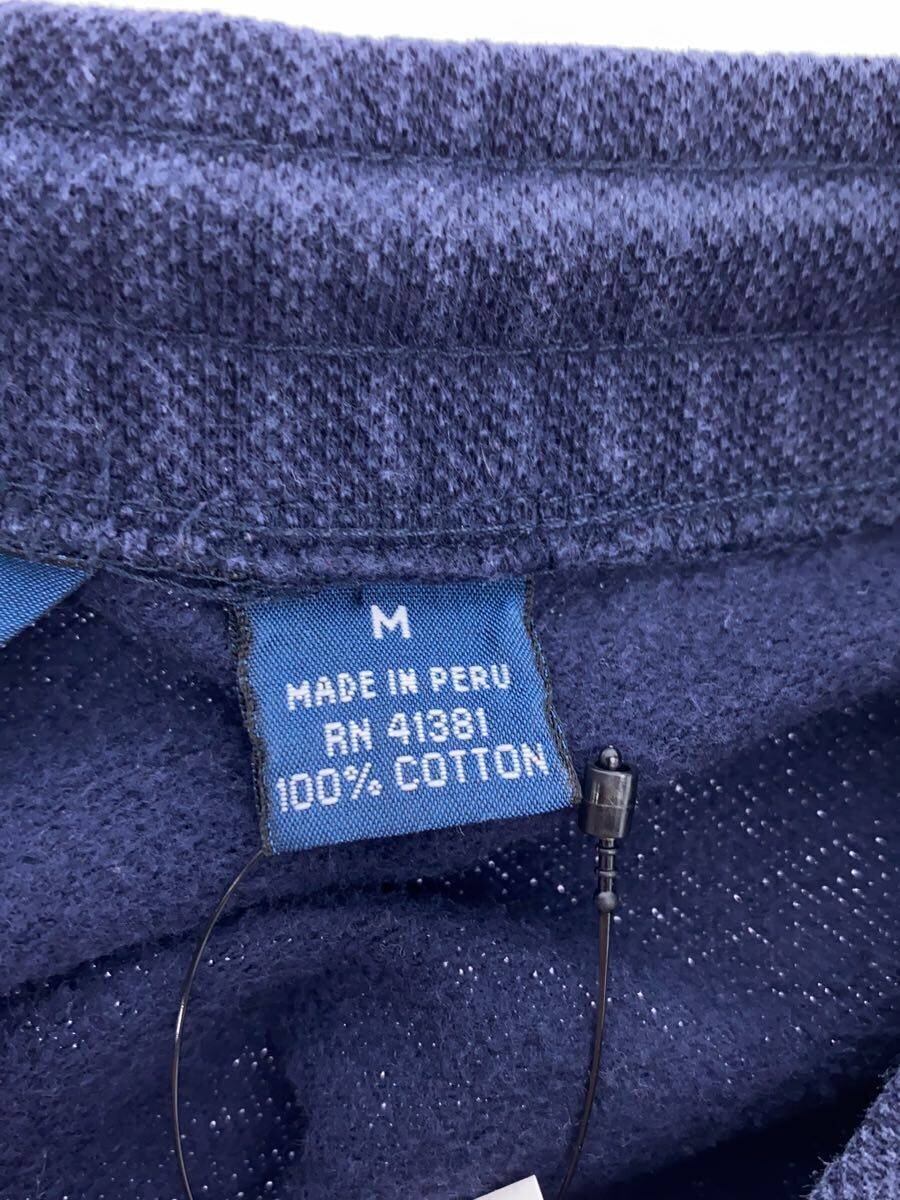 M
MADE IN PERU
RN 41381
100% COTTON